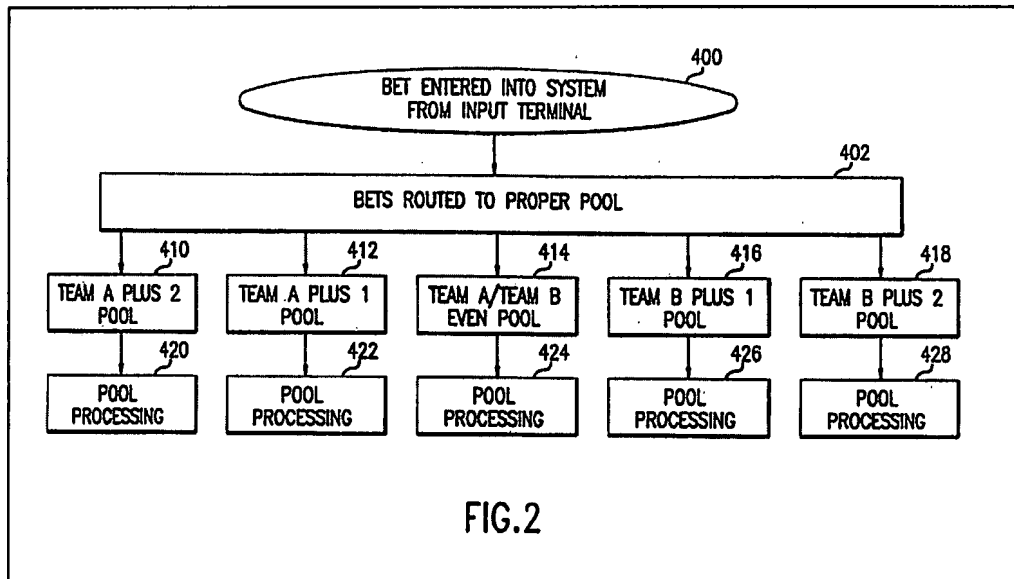 400
BET ENTERED INTO SYSTEM
FROM INPUT TERMINAL
402
BETS ROUTED TO PROPER POOL
410
TEAM A PLUS 2
POOL
412
TEAM A PLUS 1
POOL
414
TEAM A/TEAM B
EVEN POOL
416
TEAM B PLUS 1
POOL
418
TEAM B PLUS 2
POOL
420
POOL
PROCESSING
422
POOL
PROCESSING
424
POOL
PROCESSING
426
POOL
PROCESSING
428
POOL
PROCESSING
FIG.2